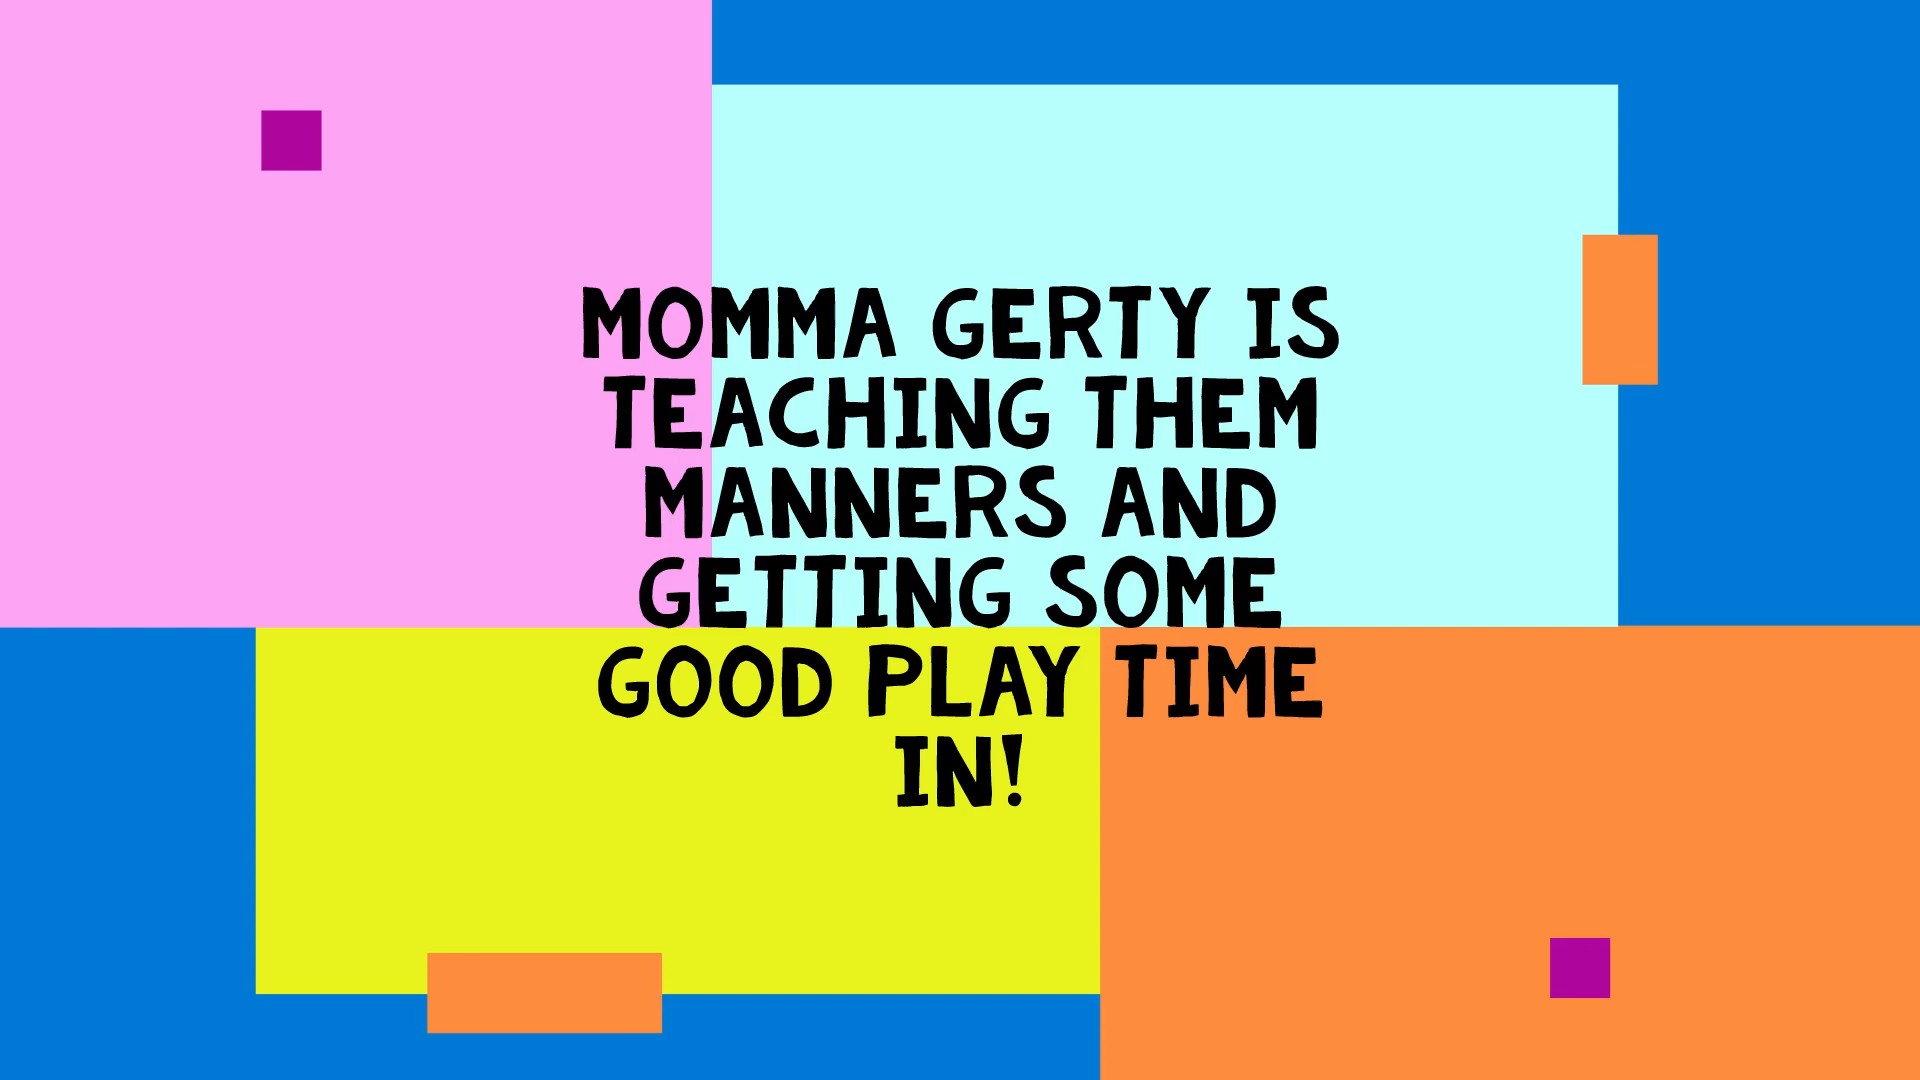 MOMMA GERTY IS
TEACHING THEM
MANNERS AND
GETTING SOME
GOOD PLAY TIME
IN!